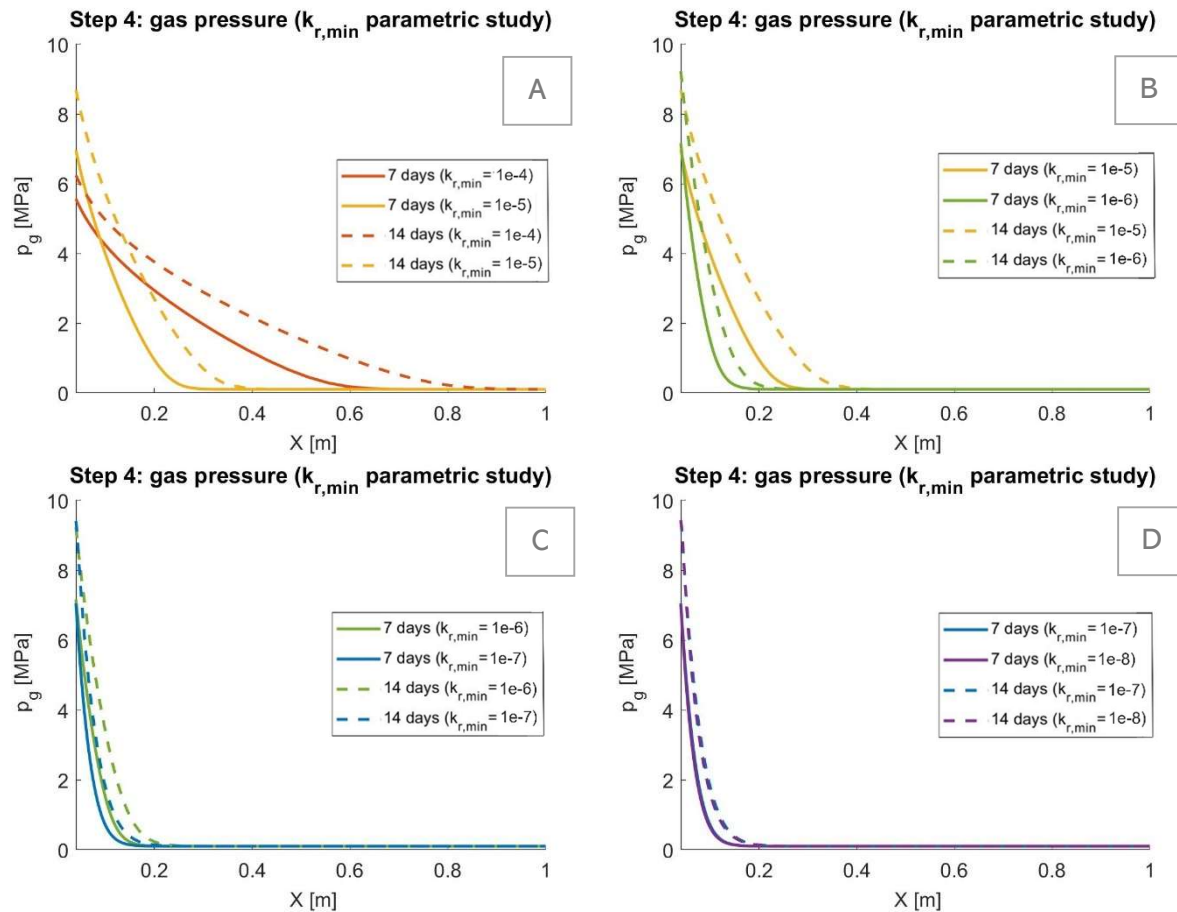 Step 4: gas pressure (k_r,min parametric study)
A
10
8
6
4
2
0
p_g [MPa]
7 days (k_r,min = 1e-4)
7 days (k_r,min = 1e-5)
14 days (k_r,min = 1e-4)
14 days (k_r,min = 1e-5)
0.2 0.4 0.6 0.8 1
X [m]
Step 4: gas pressure (k_r,min parametric study)
B
10
8
6
4
2
0
p_g [MPa]
7 days (k_r,min = 1e-5)
7 days (k_r,min = 1e-6)
14 days (k_r,min = 1e-5)
14 days (k_r,min = 1e-6)
0.2 0.4 0.6 0.8 1
X [m]
Step 4: gas pressure (k_r,min parametric study)
C
10
8
6
4
2
0
p_g [MPa]
7 days (k_r,min = 1e-6)
7 days (k_r,min = 1e-7)
14 days (k_r,min = 1e-6)
14 days (k_r,min = 1e-7)
0.2 0.4 0.6 0.8 1
X [m]
Step 4: gas pressure (k_r,min parametric study)
D
10
8
6
4
2
0
p_g [MPa]
7 days (k_r,min = 1e-7)
7 days (k_r,min = 1e-8)
14 days (k_r,min = 1e-7)
14 days (k_r,min = 1e-8)
0.2 0.4 0.6 0.8 1
X [m]